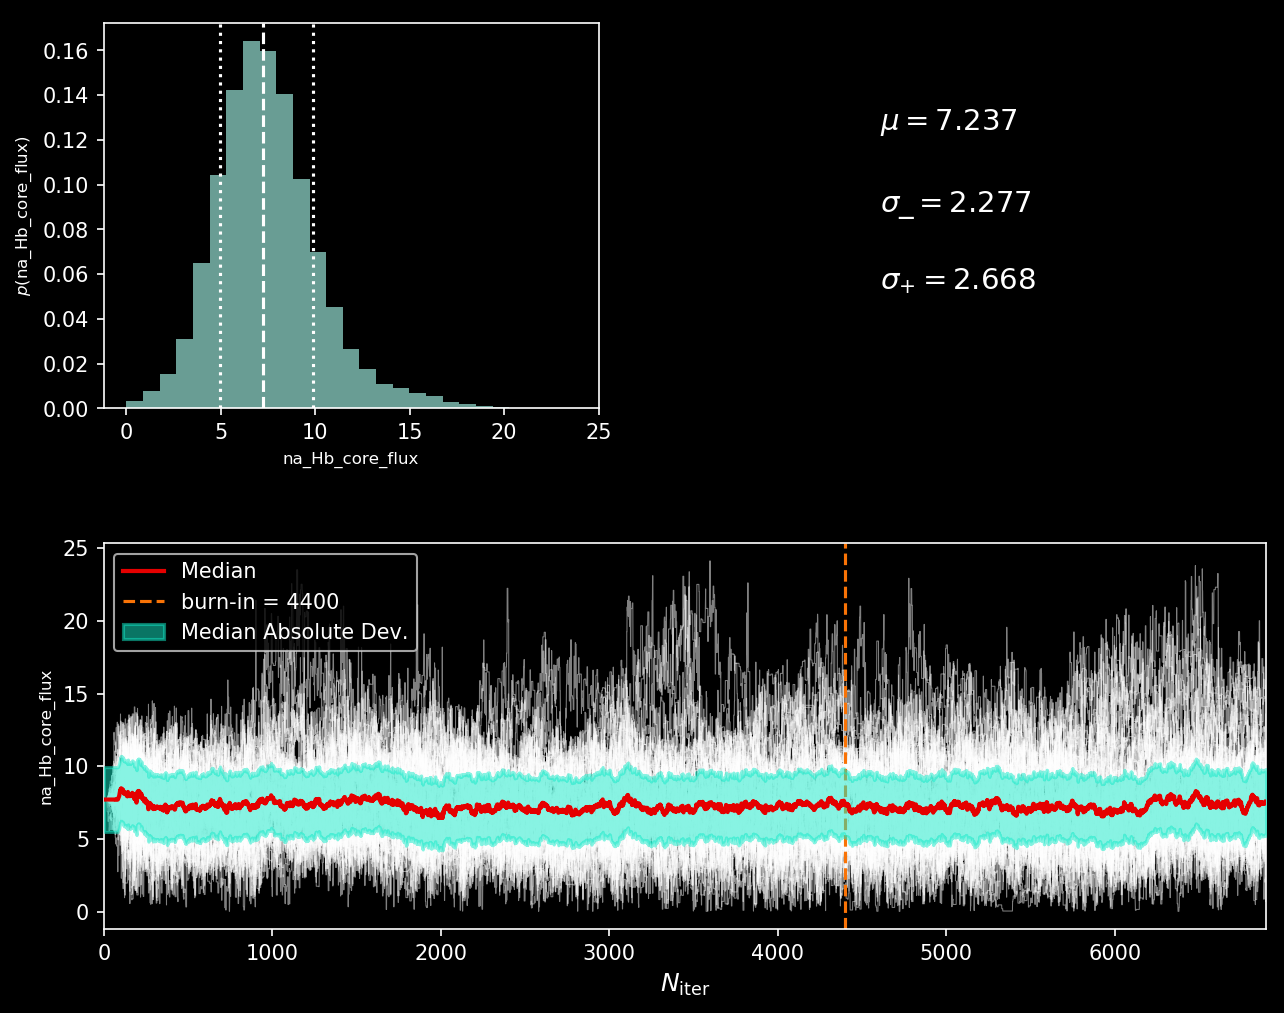 0.16
0.14
0.12
0.10
0.08
0.06
0.04
0.02
0.00
p(na_Hb_core_flux)
0 5 10 15 20 25
na_Hb_core_flux
μ = 7.237
σ_ = 2.277
σ+ = 2.668
25
20
15
10
5
0
na_Hb_core_flux
Median
burn-in = 4400
Median Absolute Dev.
0 1000 2000 3000 4000 5000 6000
Niter